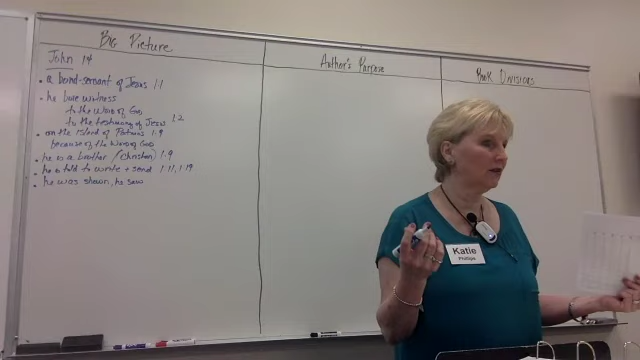 Big Picture
Author's Purpose
Book Divisions
John 1:4
• a bond-servant of Jesus 1:1
• he bore witness
to the Word of God
to the testimony of Jesus 1:2
• on the island of Patmos 1:9
because of the Word of God
• he is a brother / (Christian) 1:9
• he is told to write + send 1:11, 1:19
• he was shown, he saw
Katie
Phillips